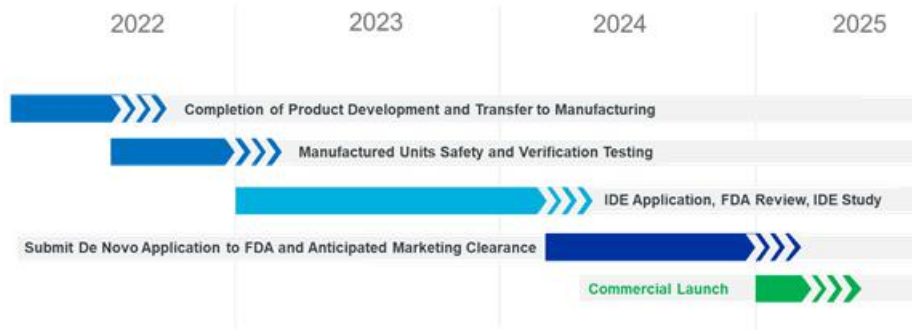 2022 2023 2024 2025
Completion of Product Development and Transfer to Manufacturing
Manufactured Units Safety and Verification Testing
IDE Application, FDA Review, IDE Study
Submit De Novo Application to FDA and Anticipated Marketing Clearance
Commercial Launch